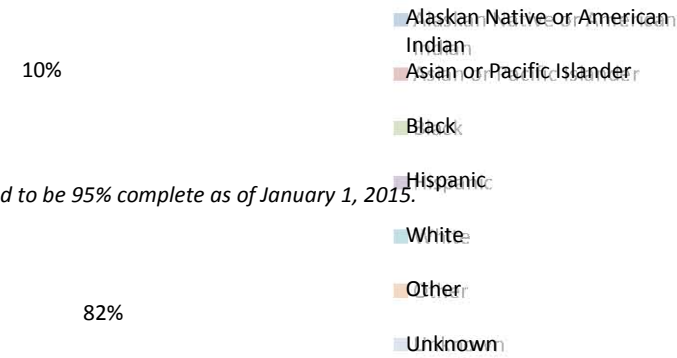 Alaskan Native or American
Indian
10%
Asian or Pacific Islander
Black
Hispanic
d to be 95% complete as of January 1, 2015.
White
Other
82%
Unknown